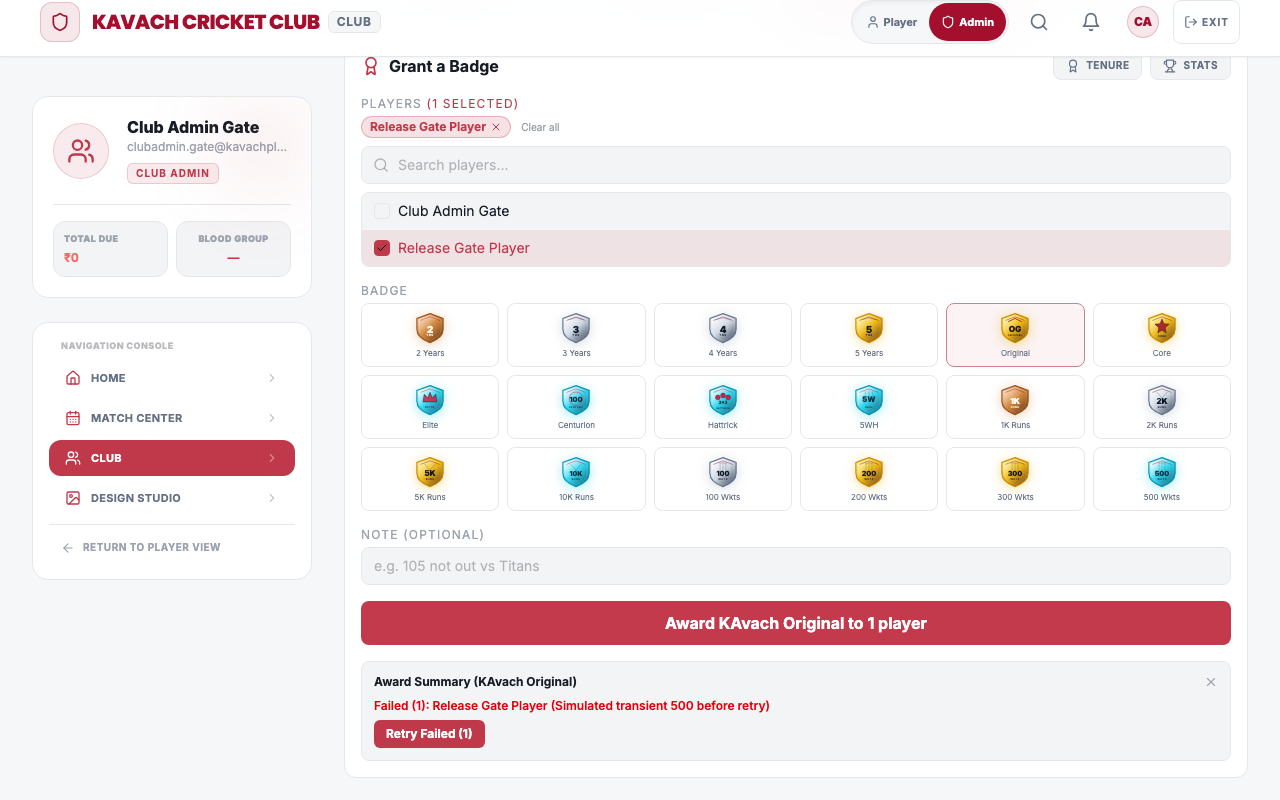 KAVACH CRICKET CLUB CLUB
Player Admin CA EXIT
Club Admin Gate
clubadmin.gate@kavachpl...
CLUB ADMIN
TOTAL DUE
₹0
BLOOD GROUP
—
NAVIGATION CONSOLE
HOME
MATCH CENTER
CLUB
DESIGN STUDIO
RETURN TO PLAYER VIEW
Grant a Badge
TENURE STATS
PLAYERS (1 SELECTED)
Release Gate Player Clear all
Search players...
Club Admin Gate
Release Gate Player
BADGE
2 3 4 5 OG
2 Years 3 Years 4 Years 5 Years Original Core
100 5W 1K 2K
Elite Centurion Hattrick 5WH 1K Runs 2K Runs
5K 10K 100 200 300 500
5K Runs 10K Runs 100 Wkts 200 Wkts 300 Wkts 500 Wkts
NOTE (OPTIONAL)
e.g. 105 not out vs Titans
Award KAvach Original to 1 player
Award Summary (KAvach Original)
Failed (1): Release Gate Player (Simulated transient 500 before retry)
Retry Failed (1)